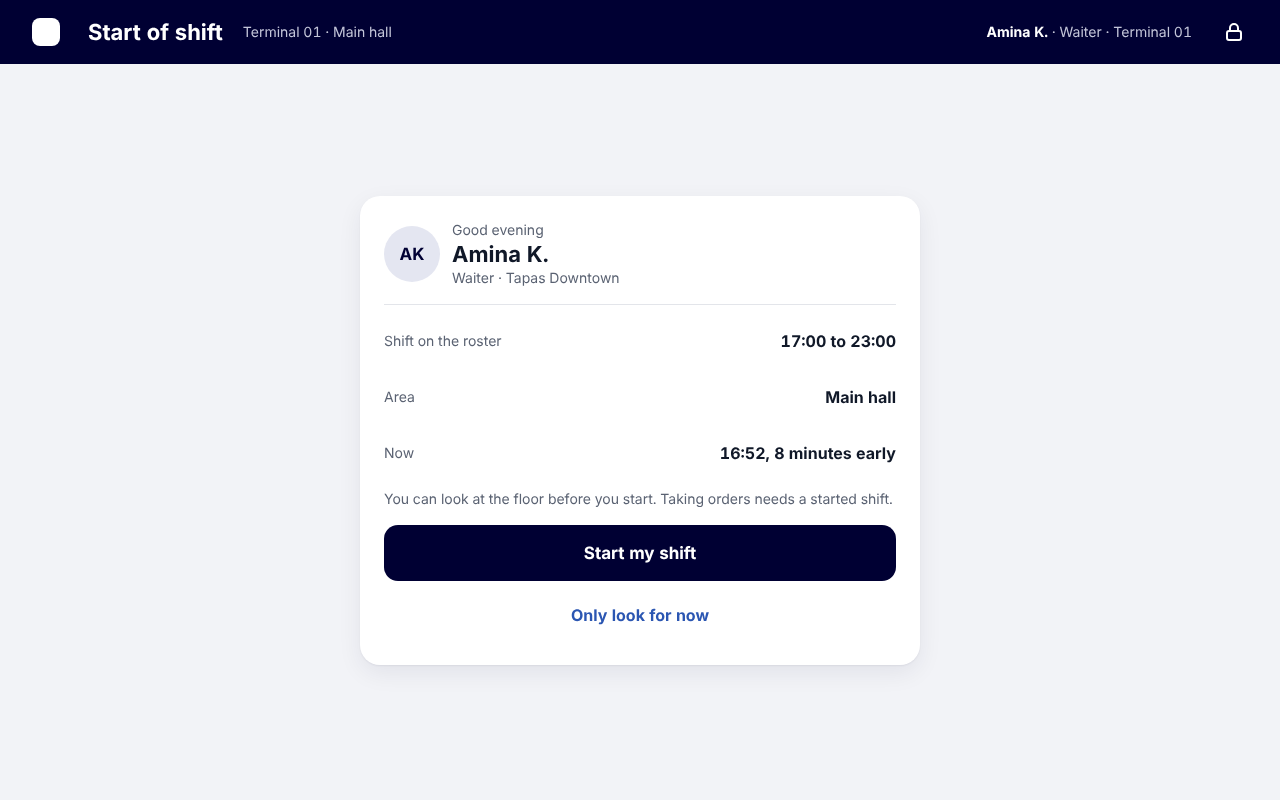 Start of shift
Terminal 01 · Main hall
Amina K. · Waiter · Terminal 01
AK
Good evening
Amina K.
Waiter · Tapas Downtown
Shift on the roster
17:00 to 23:00
Area
Main hall
Now
16:52, 8 minutes early
You can look at the floor before you start. Taking orders needs a started shift.
Start my shift
Only look for now